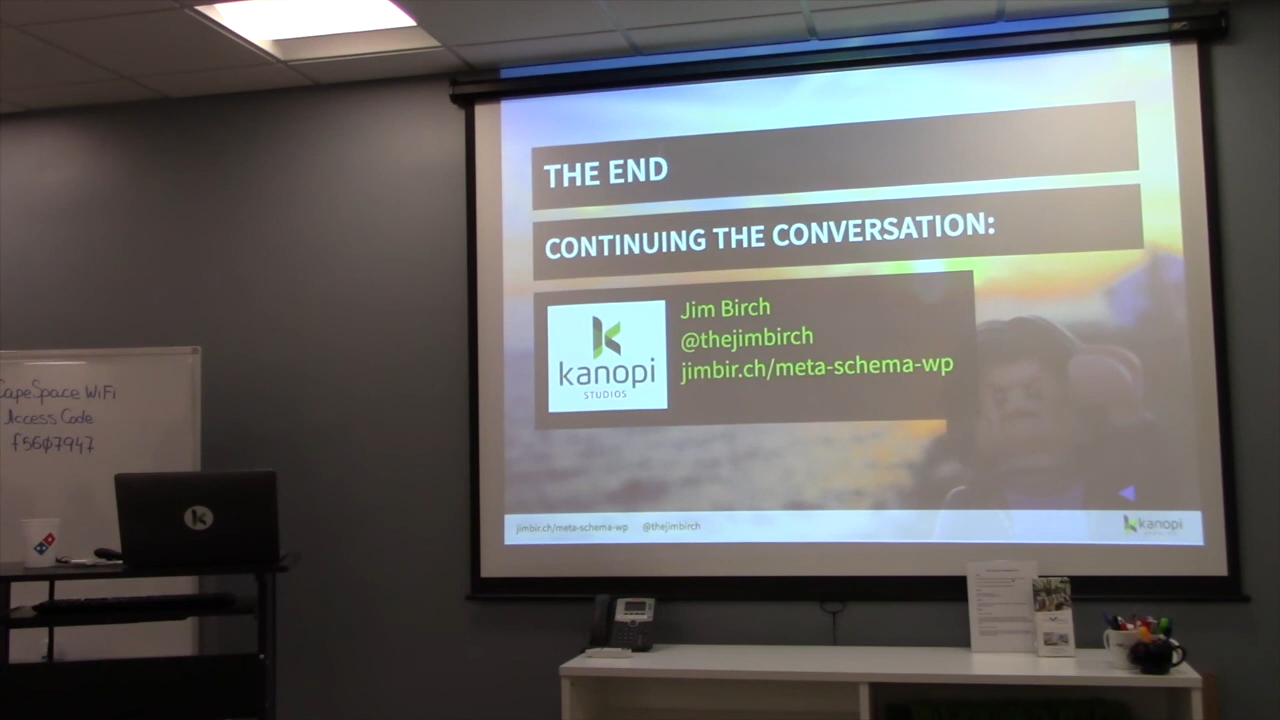 THE END
CONTINUING THE CONVERSATION:
kanopi
STUDIOS
Jim Birch
@thejimbirch
jimbir.ch/meta-schema-wp
jimbir.ch/meta-schema-wp @thejimbirch
kanopi
CapeSpace WiFi
Access Code
f5607947